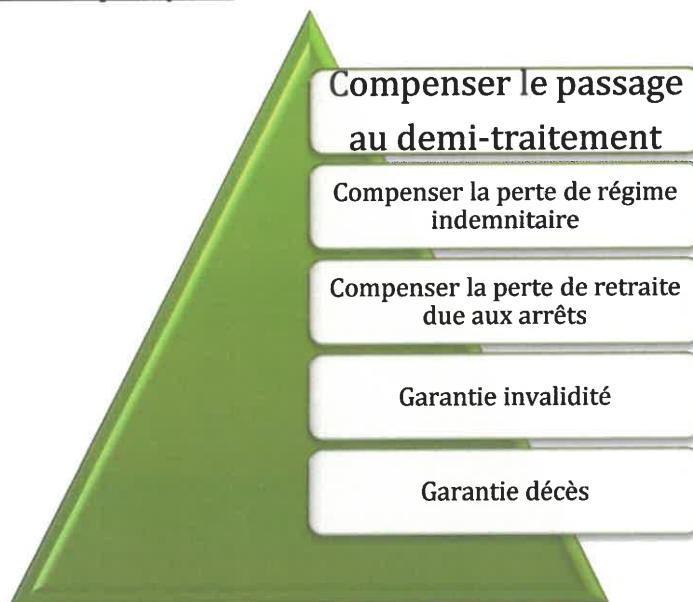 Compenser le passage
au demi-traitement
Compenser la perte de régime
indemnitaire
Compenser la perte de retraite
due aux arrêts
Garantie invalidité
Garantie décès